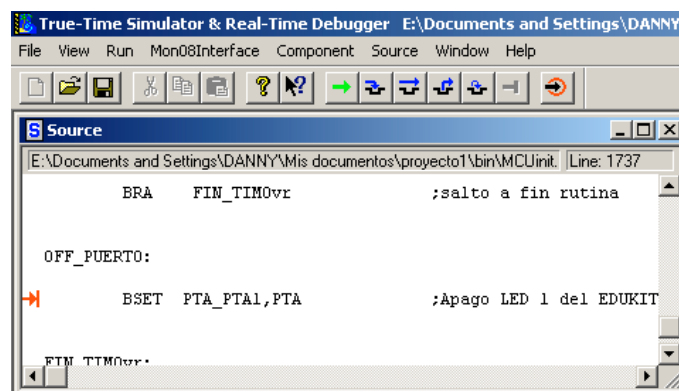 True-Time Simulator & Real-Time Debugger E:\Documents and Settings\DANNY
File View Run Mon08Interface Component Source Window Help
S Source
E:\Documents and Settings\DANNY\Mis documentos\proyecto1\bin\MCUinit. Line: 1737
BRA FIN_TIMOvr ;salto a fin rutina
OFF_PUERTO:
BSET PTA_PTA1,PTA ;Apago LED 1 del EDUKIT
FIN_TIMOvr: